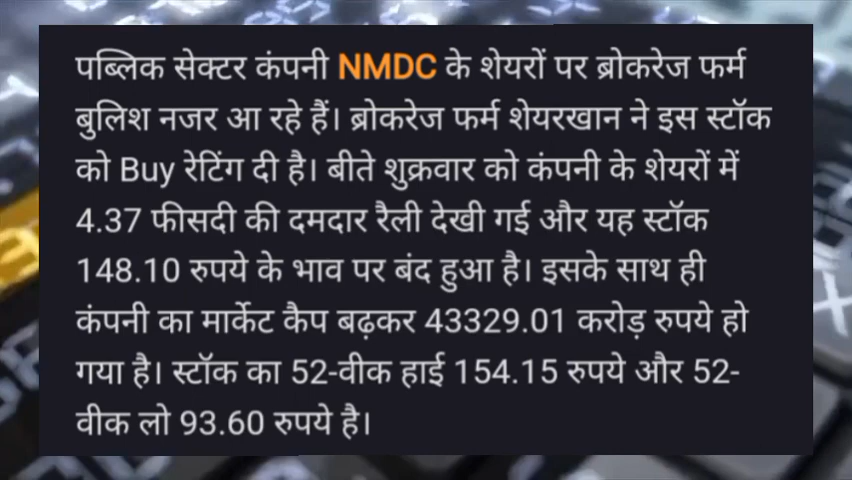 पब्लिक सेक्टर कंपनी NMDC के शेयरों पर ब्रोकरेज फर्म
बुलिश नजर आ रहे हैं। ब्रोकरेज फर्म शेयरखान ने इस स्टॉक
को Buy रेटिंग दी है। बीते शुक्रवार को कंपनी के शेयरों में
4.37 फीसदी की दमदार रैली देखी गई और यह स्टॉक
148.10 रुपये के भाव पर बंद हुआ है। इसके साथ ही
कंपनी का मार्केट कैप बढ़कर 43329.01 करोड़ रुपये हो
गया है। स्टॉक का 52-वीक हाई 154.15 रुपये और 52-
वीक लो 93.60 रुपये है।